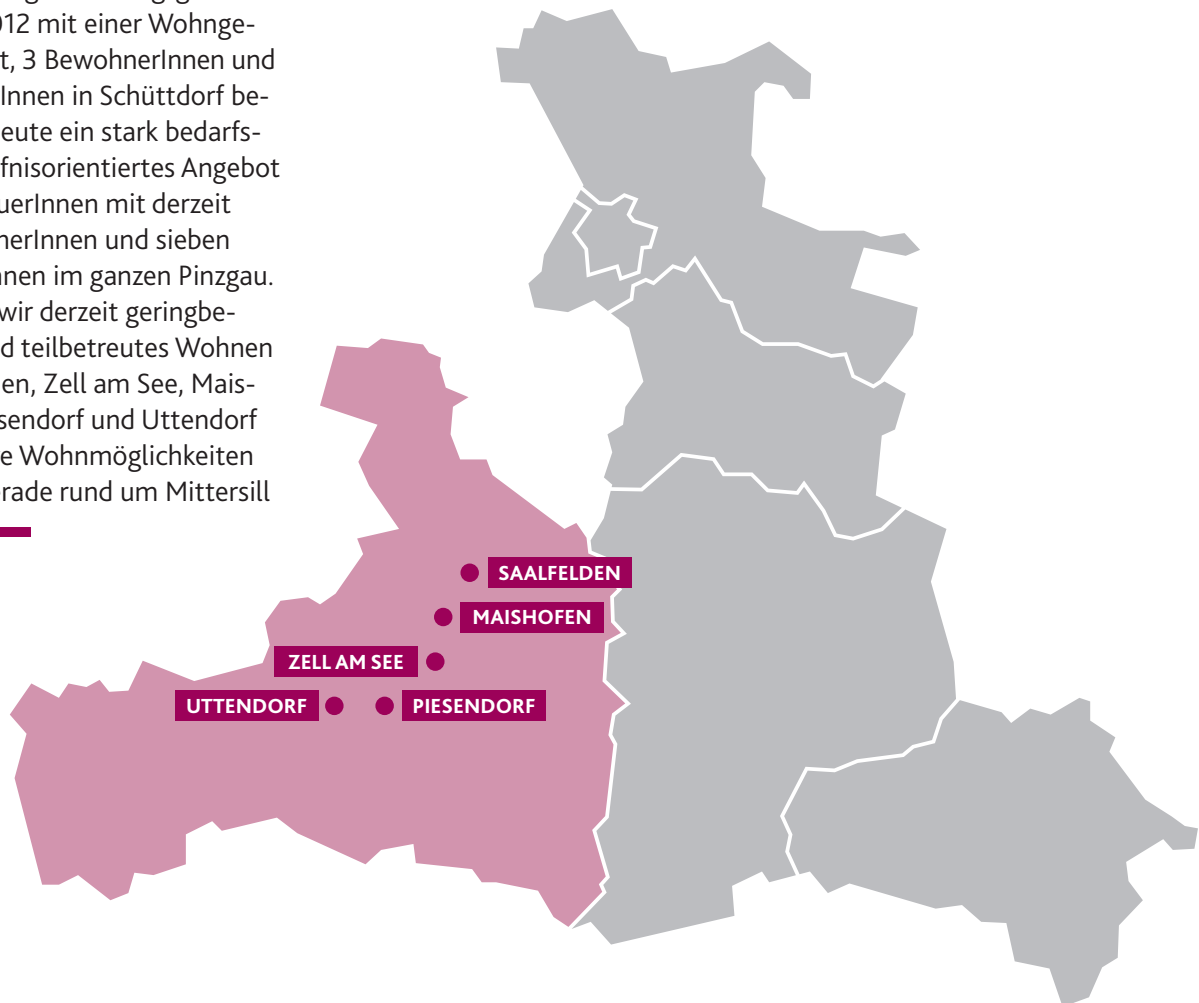 012 mit einer Wohnge-
t, 3 BewohnerInnen und
Innen in Schüttdorf be-
eute ein stark bedarfs-
fnisorientiertes Angebot
uerInnen mit derzeit
nerInnen und sieben
nnen im ganzen Pinzgau.
wir derzeit geringbe-
d teilbetreutes Wohnen
en, Zell am See, Mais-
sendorf und Uttendorf
e Wohnmöglichkeiten
erade rund um Mittersill
SAALFELDEN
MAISHOFEN
ZELL AM SEE
UTTENDORF
PIESENDORF